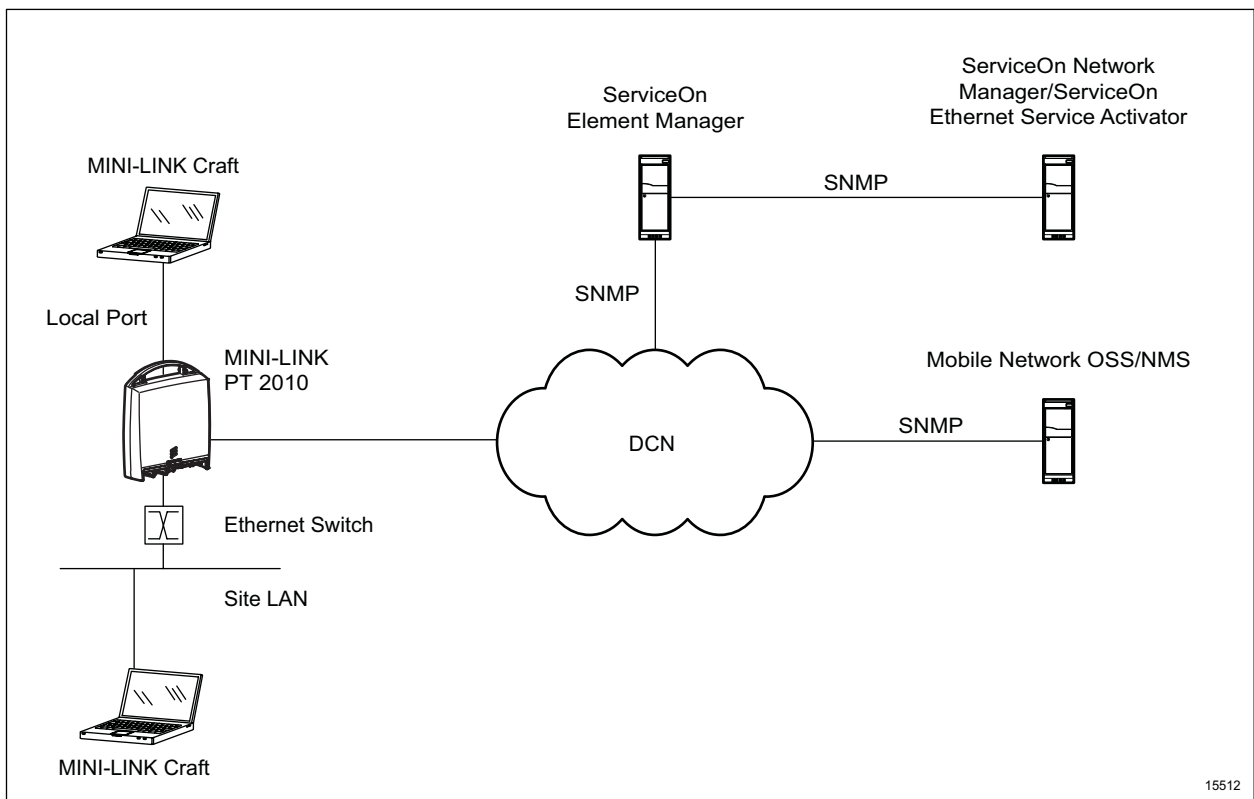 ServiceOn Network
Manager/ServiceOn
Ethernet Service Activator
ServiceOn
Element Manager
MINI-LINK Craft
SNMP
SNMP
Local Port
MINI-LINK
PT 2010
Mobile Network OSS/NMS
SNMP
DCN
Ethernet Switch
Site LAN
MINI-LINK Craft
15512